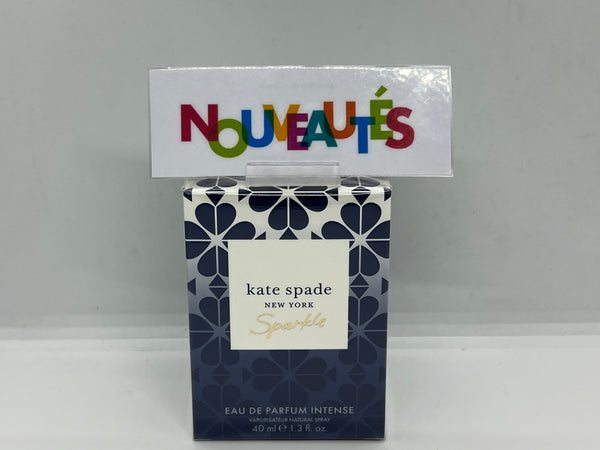 NOUVEAUTÉS
kate spade
NEW YORK
Sparkle
EAU DE PARFUM INTENSE
VAPORISATEUR NATURAL SPRAY
40 ml ℮ 1.3 fl. oz.